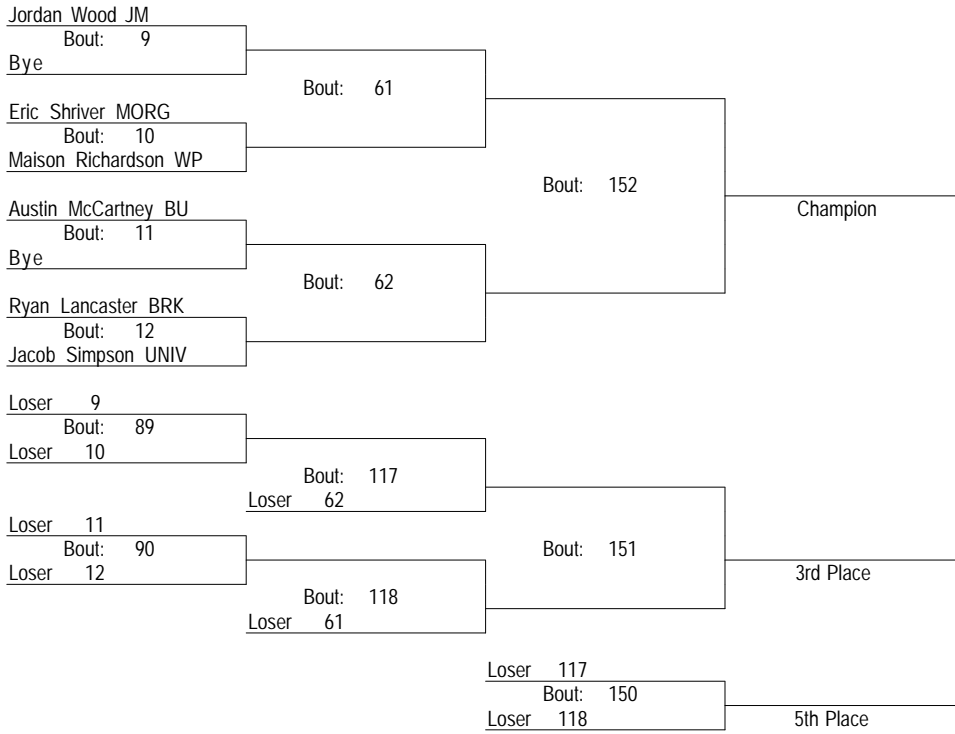 Jordan Wood JM
Bout: 9
Bye
Bout: 61
Eric Shriver MORG
Bout: 10
Maison Richardson WP
Bout: 152
Champion
Austin McCartney BU
Bout: 11
Bye
Bout: 62
Ryan Lancaster BRK
Bout: 12
Jacob Simpson UNIV
Loser 9
Bout: 89
Loser 10
Bout: 117
Loser 62
Loser 11
Bout: 90
Loser 12
Bout: 151
3rd Place
Bout: 118
Loser 61
Loser 117
Bout: 150
Loser 118
5th Place